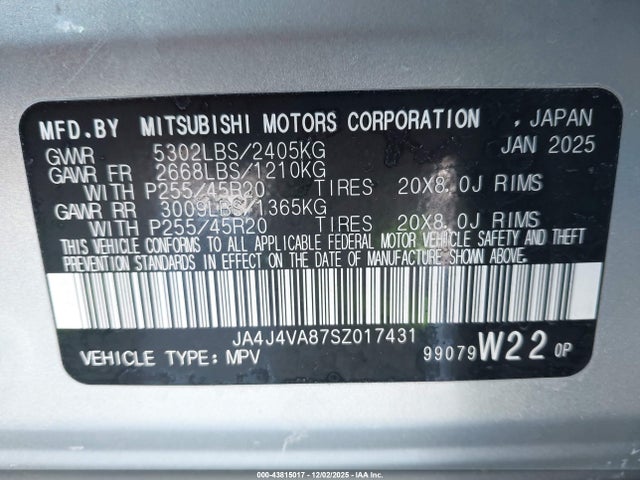 MFD.BY MITSUBISHI MOTORS CORPORATION , JAPAN
GVWR 5302LBS/2405KG JAN 2025
GAWR FR 2668LBS/1210KG
WITH P255/45R20 TIRES 20X8.0J RIMS
GAWR RR 3009LBS/1365KG
WITH P255/45R20 TIRES 20X8.0J RIMS
THIS VEHICLE CONFORMS TO ALL APPLICABLE FEDERAL MOTOR VEHICLE SAFETY AND THEFT
PREVENTION STANDARDS IN EFFECT ON THE DATE OF MANUFACTURE SHOWN ABOVE.
JA4J4VA87SZ017431
VEHICLE TYPE: MPV 99079 W22 0P
000-43815017 - 12/02/2025 - IAA Inc.